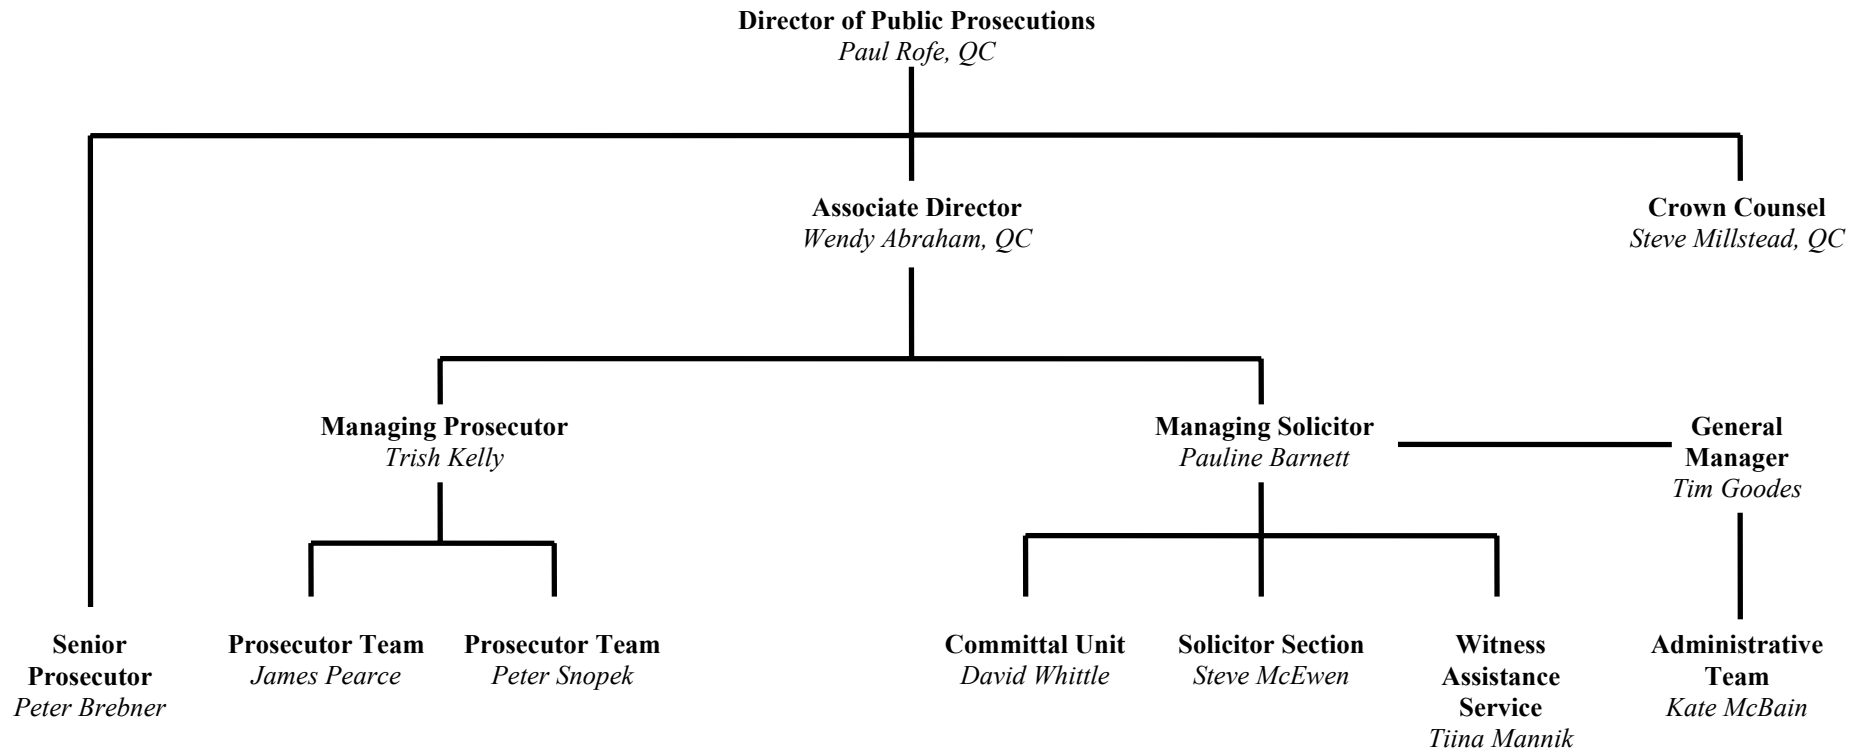 Director of Public Prosecutions
Paul Rofe, QC
Associate Director
Wendy Abraham, QC
Crown Counsel
Steve Millstead, QC
Managing Prosecutor
Trish Kelly
Managing Solicitor
Pauline Barnett
General
Manager
Tim Goodes
Senior
Prosecutor
Peter Brebner
Prosecutor Team
James Pearce
Prosecutor Team
Peter Snopek
Committal Unit
David Whittle
Solicitor Section
Steve McEwen
Witness
Assistance
Service
Tiina Mannik
Administrative
Team
Kate McBain